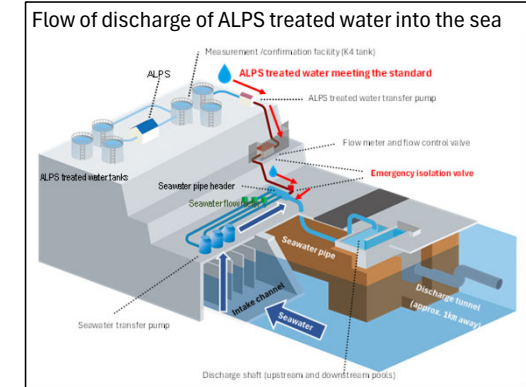 Flow of discharge of ALPS treated water into the sea
Measurement /confirmation facility (K4 tank)
ALPS
ALPS treated water meeting the standard
ALPS treated water transfer pump
Flow meter and flow control valve
ALPS treated water tanks
Emergency isolation valve
Seawater pipe header
Seawater flow meter
Seawater pipe
Discharge tunnel
(approx. 1km away)
Intake channel
Seawater
Seawater transfer pump
Discharge shaft (upstream and downstream pools)